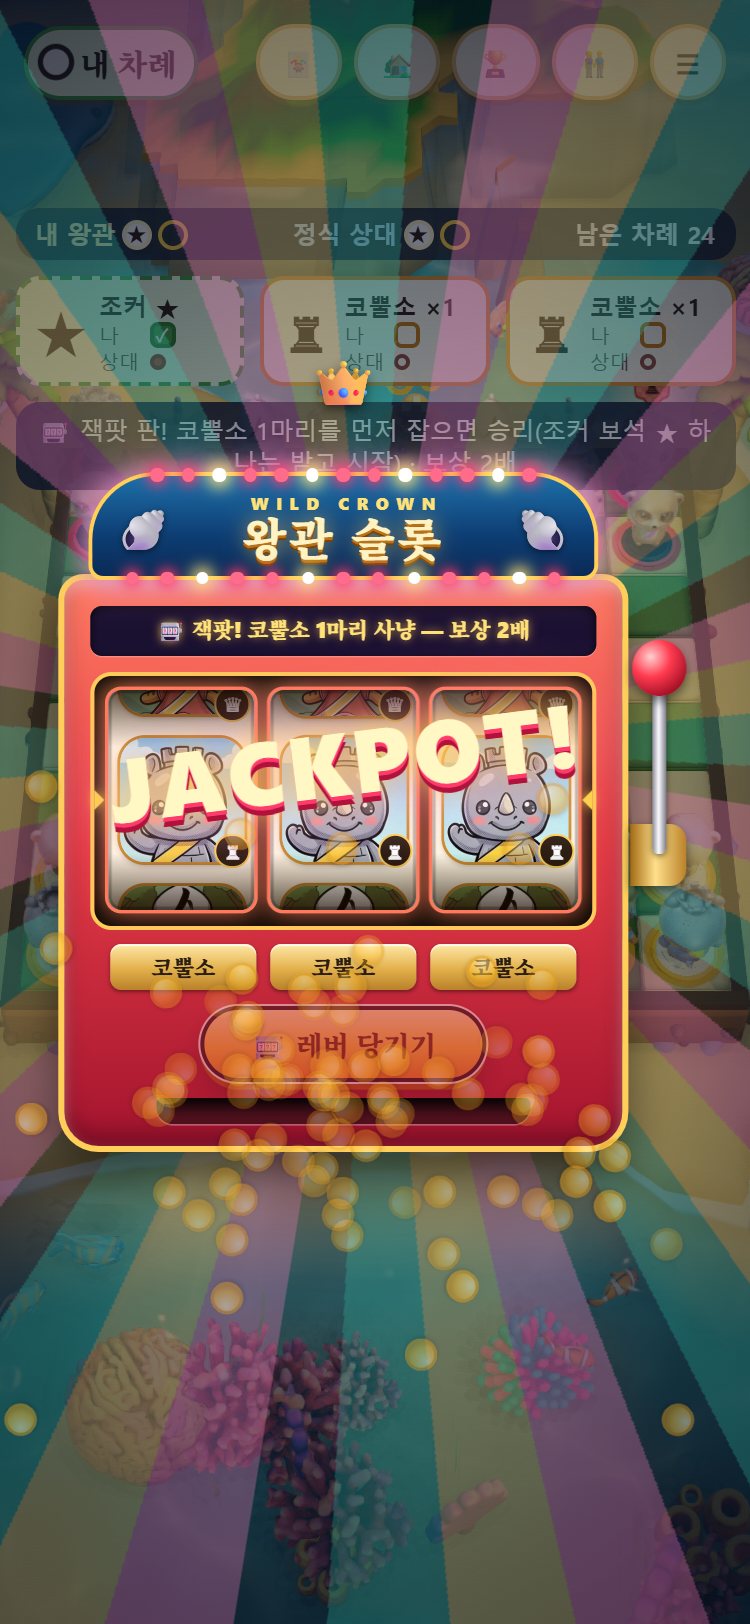 내 차례
내 왕관 ★ 정식 상대 ★ 남은 차례 24
조커 ★
나 ✓
상대
코뿔소 ×1
나
상대
코뿔소 ×1
나
상대
잭팟 판! 코뿔소 1마리를 먼저 잡으면 승리(조커 보석 ★ 하
나는 받고 시작) · 보상 2배
WILD CROWN
왕관 슬롯
잭팟! 코뿔소 1마리 사냥 — 보상 2배
JACKPOT!
코뿔소 코뿔소 코뿔소
레버 당기기